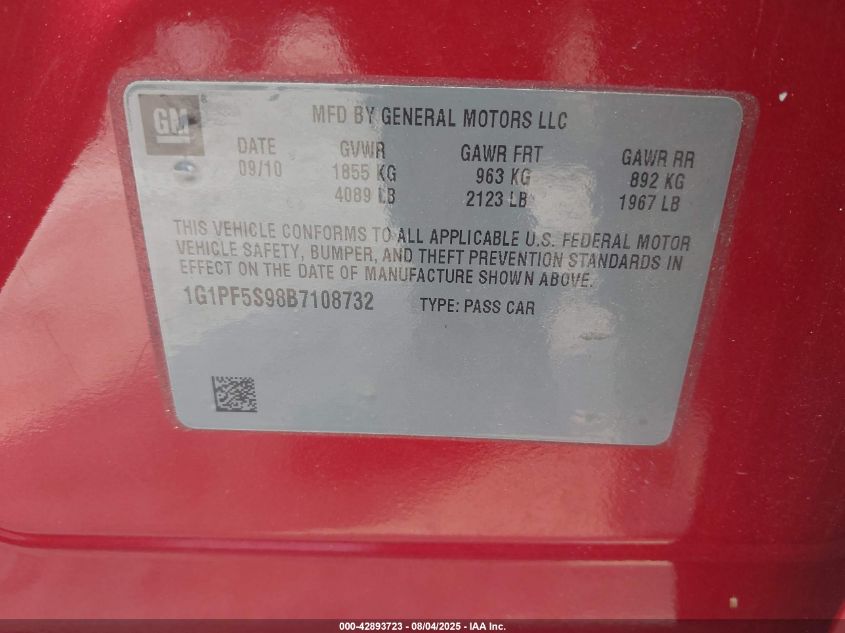 GM
MFD BY GENERAL MOTORS LLC
DATE GVWR GAWR FRT GAWR RR
09/10 1855 KG 963 KG 892 KG
4089 LB 2123 LB 1967 LB
THIS VEHICLE CONFORMS TO ALL APPLICABLE U.S. FEDERAL MOTOR
VEHICLE SAFETY, BUMPER, AND THEFT PREVENTION STANDARDS IN
EFFECT ON THE DATE OF MANUFACTURE SHOWN ABOVE.
1G1PF5S98B7108732 TYPE: PASS CAR
000-42893723 - 08/04/2025 - IAA Inc.